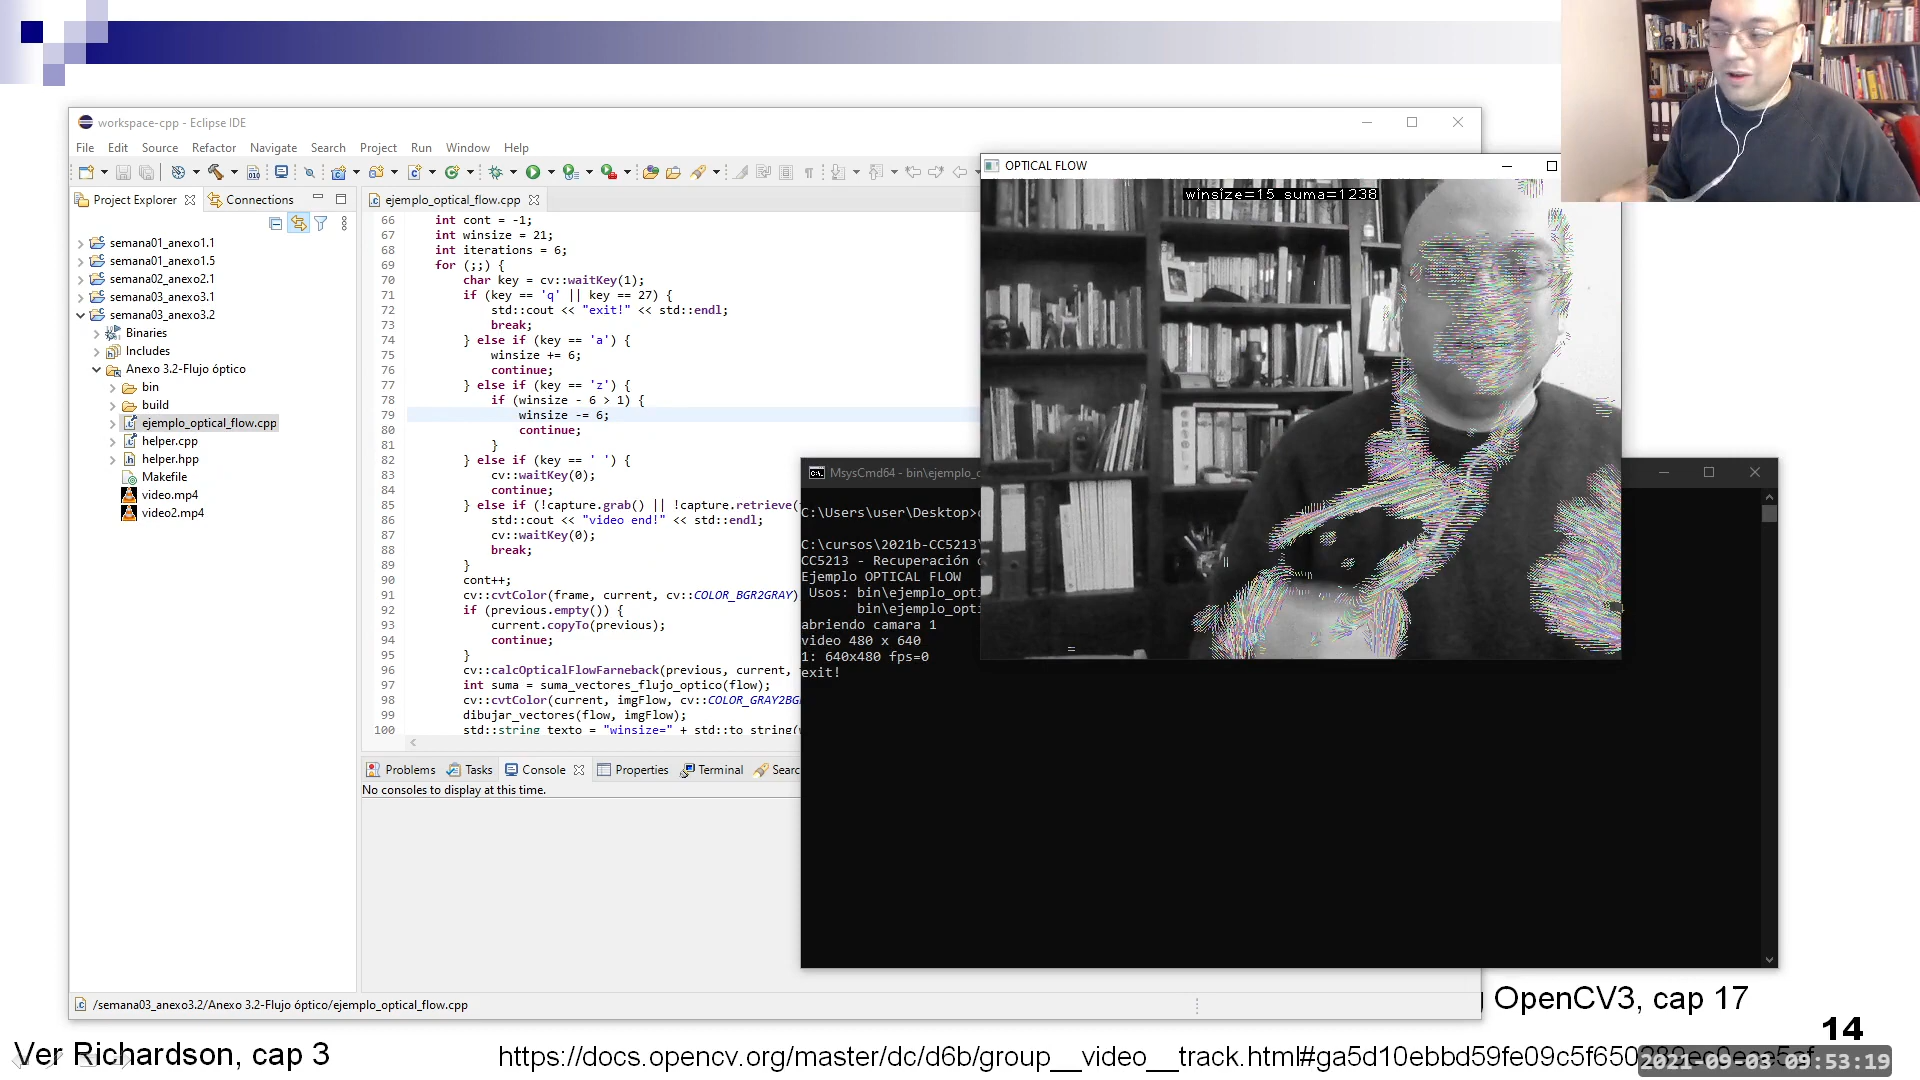 workspace-cpp - Eclipse IDE
File Edit Source Refactor Navigate Search Project Run Window Help
Project Explorer Connections
semana01_anexo1.1
semana01_anexo1.5
semana02_anexo2.1
semana03_anexo3.1
semana03_anexo3.2
Binaries
Includes
Anexo 3.2-Flujo óptico
bin
build
ejemplo_optical_flow.cpp
helper.cpp
helper.hpp
Makefile
video.mp4
video2.mp4
ejemplo_optical_flow.cpp
66 int cont = -1;
67 int winsize = 21;
68 int iterations = 6;
69 for (;;) {
70 char key = cv::waitKey(1);
71 if (key == 'q' || key == 27) {
72 std::cout << "exit!" << std::endl;
73 break;
74 } else if (key == 'a') {
75 winsize += 6;
76 continue;
77 } else if (key == 'z') {
78 if (winsize - 6 > 1) {
79 winsize -= 6;
80 continue;
81 }
82 } else if (key == ' ') {
83 cv::waitKey(0);
84 continue;
85 } else if (!capture.grab() || !capture.retrieve(
86 std::cout << "video end!" << std::endl;
87 cv::waitKey(0);
88 break;
89 }
90 cont++;
91 cv::cvtColor(frame, current, cv::COLOR_BGR2GRAY)
92 if (previous.empty()) {
93 current.copyTo(previous);
94 continue;
95 }
96 cv::calcOpticalFlowFarneback(previous, current,
97 int suma = suma_vectores_flujo_optico(flow);
98 cv::cvtColor(current, imgFlow, cv::COLOR_GRAY2BG
99 dibujar_vectores(flow, imgFlow);
100 std::string texto = "winsize=" + std::to_string(
Problems Tasks Console Properties Terminal Searc
No consoles to display at this time.
/semana03_anexo3.2/Anexo 3.2-Flujo óptico/ejemplo_optical_flow.cpp
OPTICAL FLOW
winsize=15 suma=1238
MsysCmd64 - bin\ejemplo_
C:\Users\user\Desktop>
C:\cursos\2021b-CC5213\
CC5213 - Recuperación
Ejemplo OPTICAL FLOW
Usos: bin\ejemplo_opti
bin\ejemplo_opti
abriendo camara 1
video 480 x 640
1: 640x480 fps=0
exit!
OpenCV3, cap 17
14
Ver Richardson, cap 3
https://docs.opencv.org/master/dc/d6b/group__video__track.html#ga5d10ebbd59fe09c5f650
2021-09-03 09:53:19